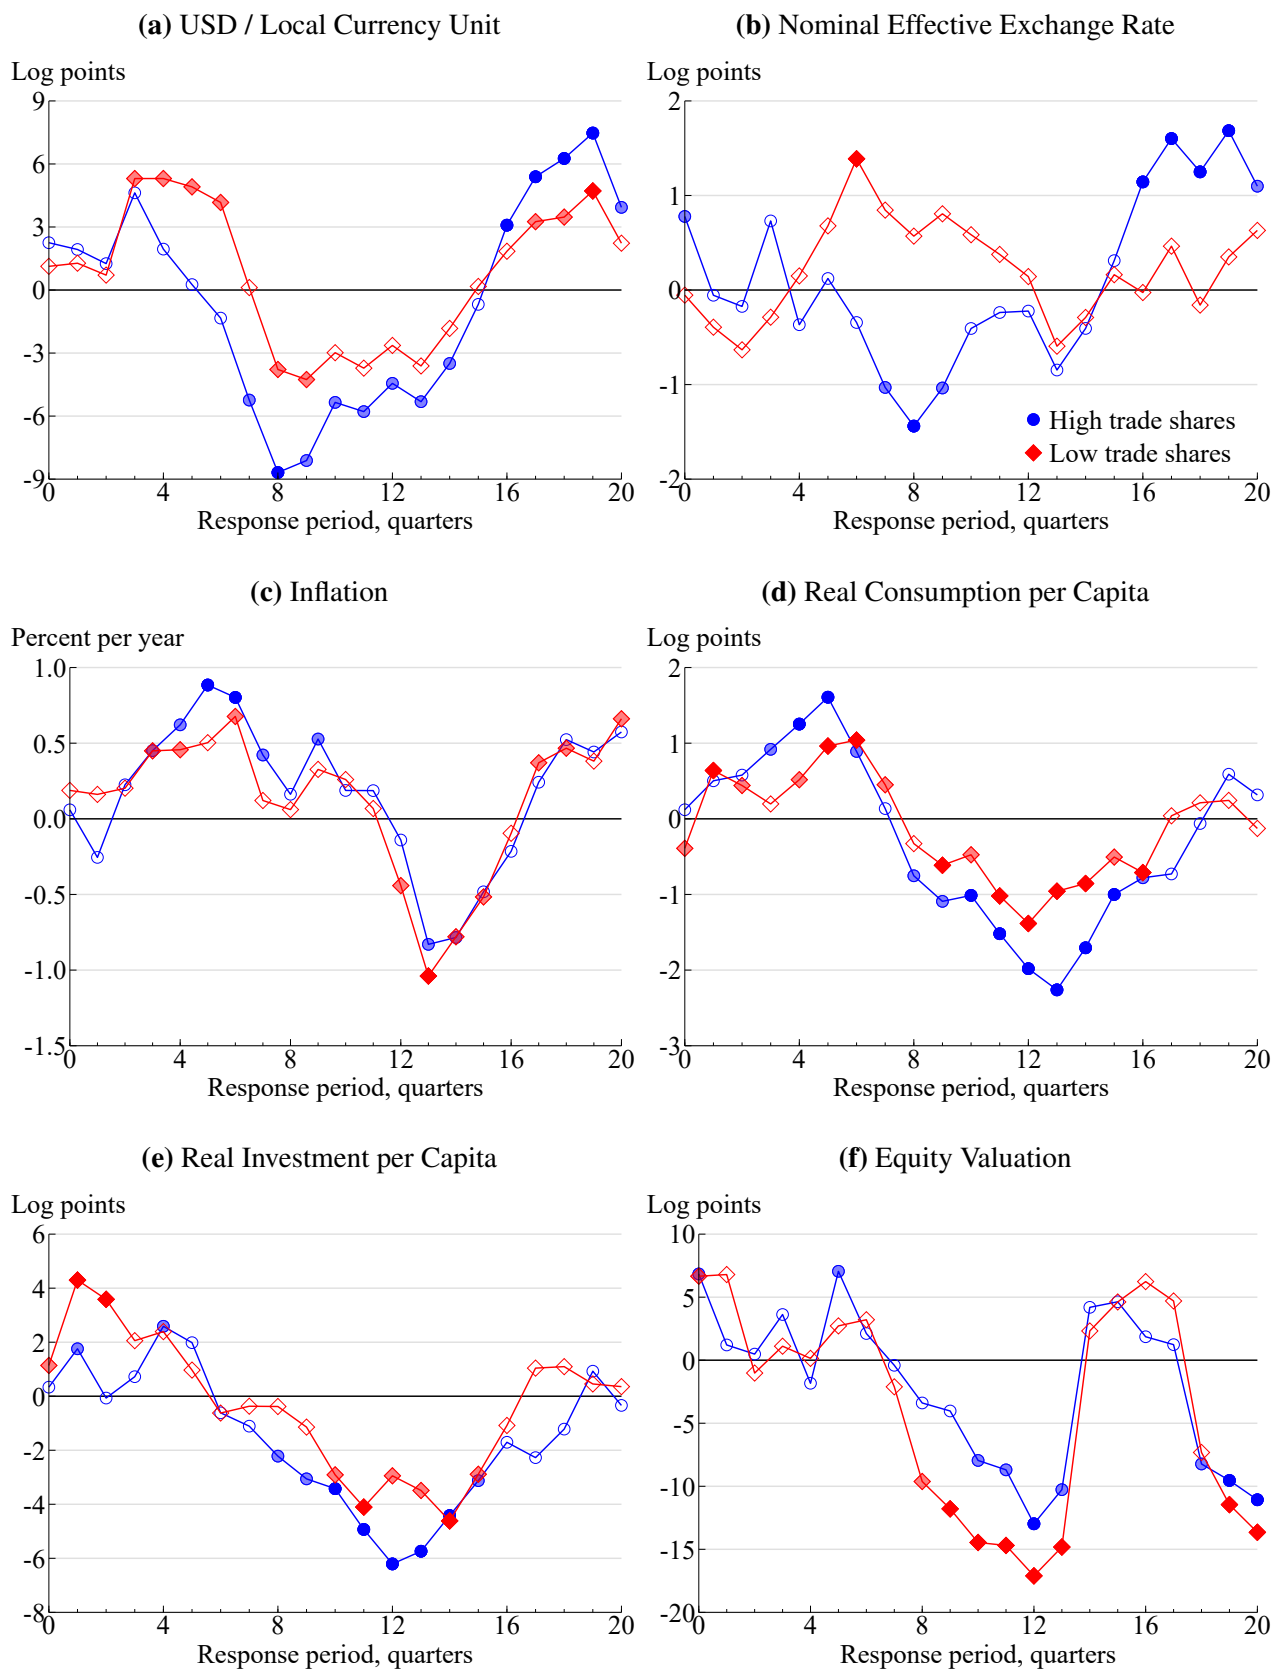 (a) USD / Local Currency Unit
Log points
9
6
3
0
-3
-6
-9
0 4 8 12 16 20
Response period, quarters
(b) Nominal Effective Exchange Rate
Log points
2
1
0
-1
-2
High trade shares
Low trade shares
0 4 8 12 16 20
Response period, quarters
(c) Inflation
Percent per year
1.0
0.5
0.0
-0.5
-1.0
-1.5
0 4 8 12 16 20
Response period, quarters
(d) Real Consumption per Capita
Log points
2
1
0
-1
-2
-3
0 4 8 12 16 20
Response period, quarters
(e) Real Investment per Capita
Log points
6
4
2
0
-2
-4
-6
-8
0 4 8 12 16 20
Response period, quarters
(f) Equity Valuation
Log points
10
5
0
-5
-10
-15
-20
0 4 8 12 16 20
Response period, quarters